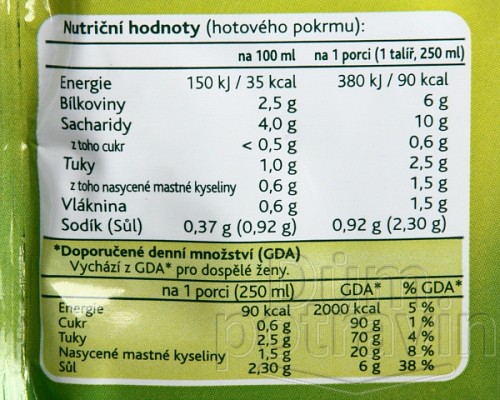 Nutriční hodnoty (hotového pokrmu):
na 100 ml na 1 porci (1 talíř, 250 ml)
Energie 150 kJ / 35 kcal 380 kJ / 90 kcal
Bílkoviny 2,5 g 6 g
Sacharidy 4,0 g 10 g
z toho cukr < 0,5 g 0,6 g
Tuky 1,0 g 2,5 g
z toho nasycené mastné kyseliny 0,6 g 1,5 g
Vláknina 0,6 g 1,5 g
Sodík (Sůl) 0,37 g (0,92 g) 0,92 g (2,30 g)
*Doporučené denní množství (GDA)
Vychází z GDA* pro dospělé ženy.
na 1 porci (250 ml) GDA* % GDA*
Energie 90 kcal 2000 kcal 5 %
Cukr 0,6 g 90 g 1 %
Tuky 2,5 g 70 g 4 %
Nasycené mastné kyseliny 1,5 g 20 g 8 %
Sůl 2,30 g 6 g 38 %
dům
potravin